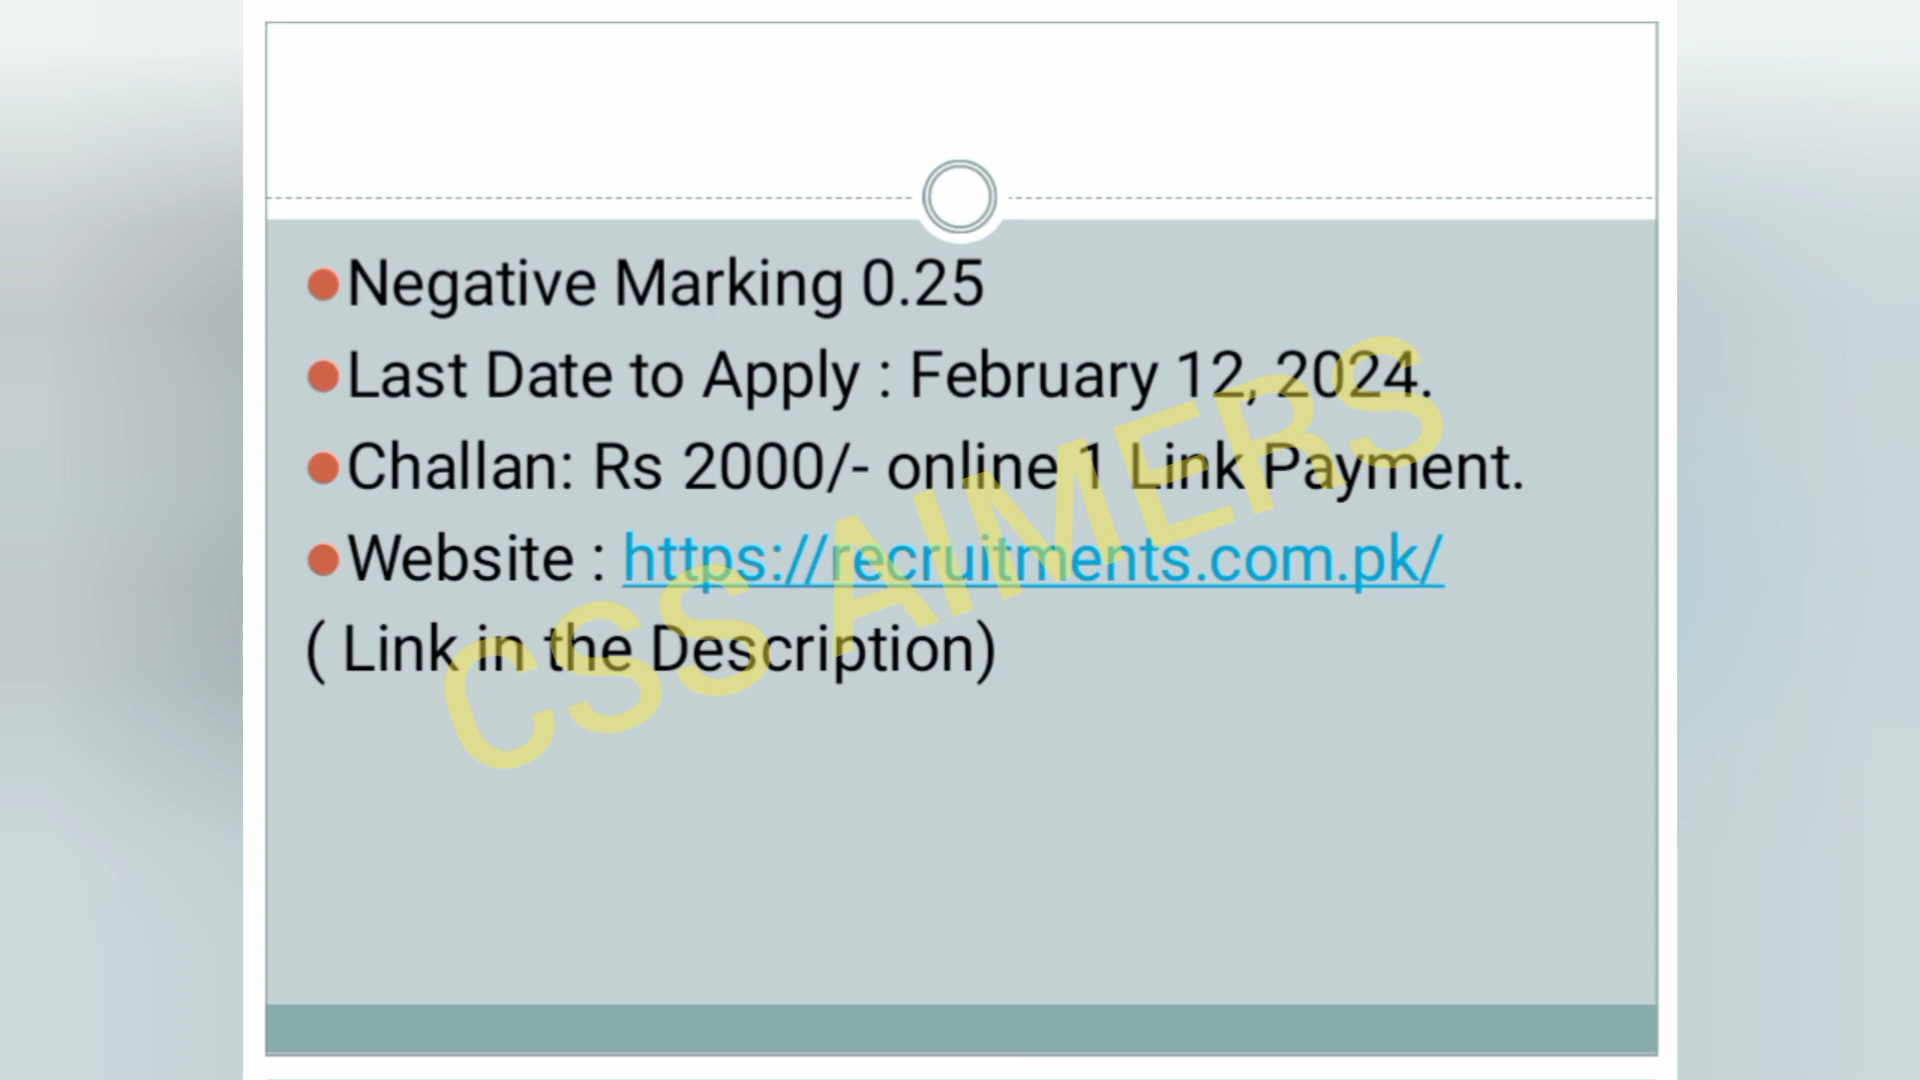 Negative Marking 0.25
Last Date to Apply : February 12, 2024.
Challan: Rs 2000/- online 1 Link Payment.
Website : https://recruitments.com.pk/
( Link in the Description)
CSS AIMERS